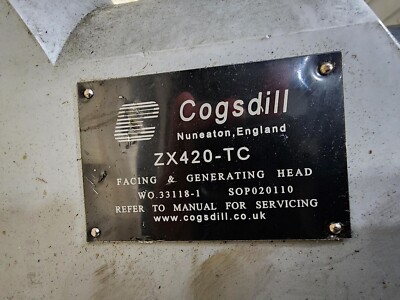 Cogsdill
Nuneaton, England
ZX420-TC
FACING & GENERATING HEAD
WO.33118-1 SOP020110
REFER TO MANUAL FOR SERVICING
www.cogsdill.co.uk